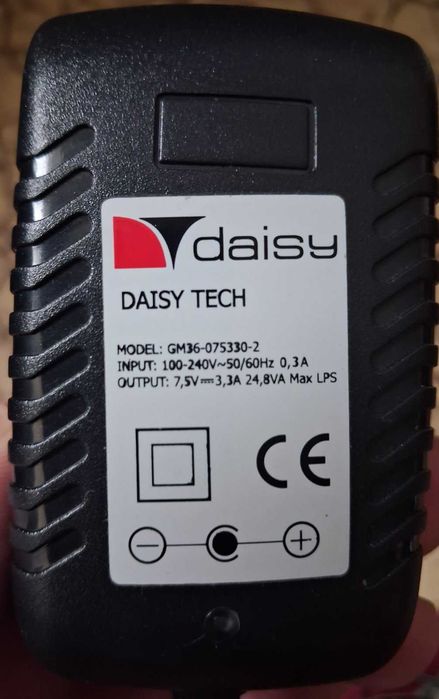 daisy
DAISY TECH
MODEL: GM36-075330-2
INPUT: 100-240V~50/60Hz 0,3A
OUTPUT: 7,5V⎓3,3A 24,8VA Max LPS
CE